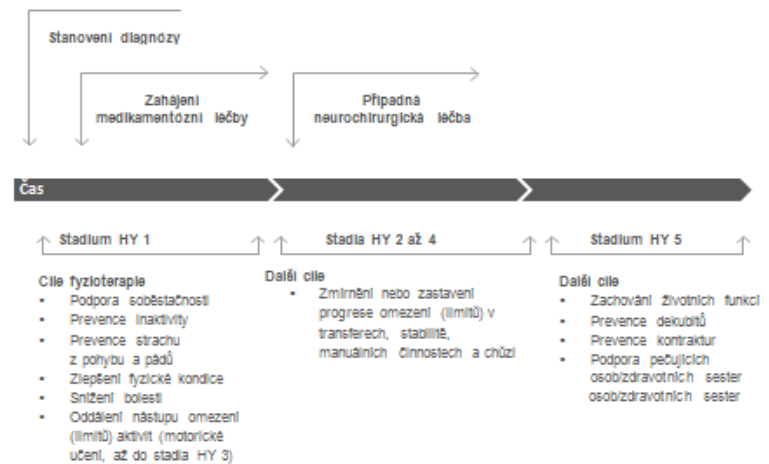 Stanovení diagnózy
Zahájení
medikamentózní léčby
Případná
neurochirurgická léčba
Čas
Stadium HY 1
Stadia HY 2 až 4
Stadium HY 5
Cíle fyzioterapie
▪ Podpora soběstačnosti
▪ Prevence inaktivity
▪ Prevence strachu
z pohybu a pádů
▪ Zlepšení fyzické kondice
▪ Snížení bolesti
▪ Oddálení nástupu omezení
(limitů) aktivit (motorické
učení, až do stadia HY 3)
Další cíle
▪ Zmírnění nebo zastavení
progrese omezení (limitů) v
transferech, stabilitě,
manuálních činnostech a chůzi
Další cíle
▪ Zachování životních funkcí
▪ Prevence dekubitů
▪ Prevence kontraktur
▪ Podpora pečujících
osob/zdravotních sester
osob/zdravotních sester